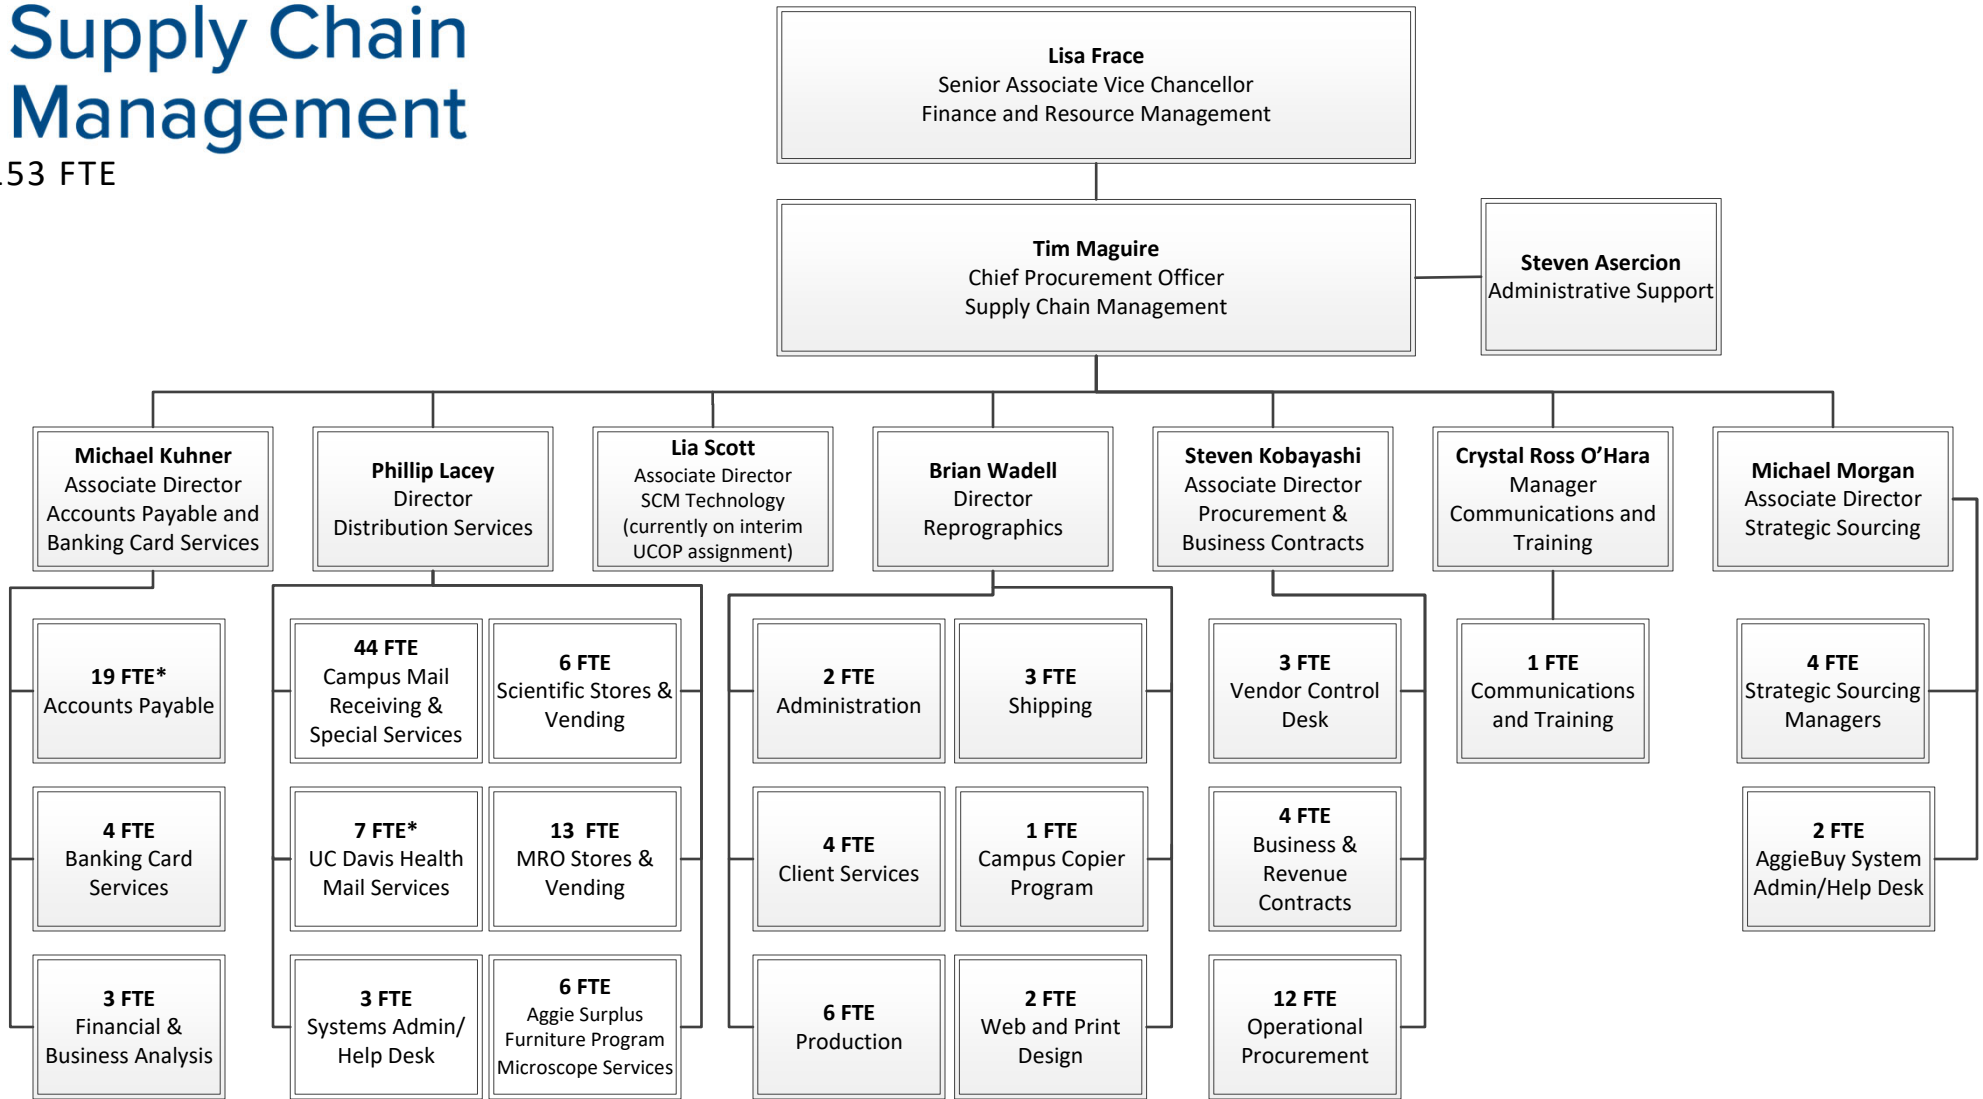 Supply Chain
Management
153 FTE
Lisa Frace
Senior Associate Vice Chancellor
Finance and Resource Management
Tim Maguire
Chief Procurement Officer
Supply Chain Management
Steven Asercion
Administrative Support
Michael Kuhner
Associate Director
Accounts Payable and
Banking Card Services
Phillip Lacey
Director
Distribution Services
Lia Scott
Associate Director
SCM Technology
(currently on interim
UCOP assignment)
Brian Wadell
Director
Reprographics
Steven Kobayashi
Associate Director
Procurement &
Business Contracts
Crystal Ross O’Hara
Manager
Communications and
Training
Michael Morgan
Associate Director
Strategic Sourcing
19 FTE*
Accounts Payable
44 FTE
Campus Mail
Receiving &
Special Services
6 FTE
Scientific Stores &
Vending
2 FTE
Administration
3 FTE
Shipping
3 FTE
Vendor Control
Desk
1 FTE
Communications
and Training
4 FTE
Strategic Sourcing
Managers
4 FTE
Banking Card
Services
7 FTE*
UC Davis Health
Mail Services
13 FTE
MRO Stores &
Vending
4 FTE
Client Services
1 FTE
Campus Copier
Program
4 FTE
Business &
Revenue
Contracts
2 FTE
AggieBuy System
Admin/Help Desk
3 FTE
Financial &
Business Analysis
3 FTE
Systems Admin/
Help Desk
6 FTE
Aggie Surplus
Furniture Program
Microscope Services
6 FTE
Production
2 FTE
Web and Print
Design
12 FTE
Operational
Procurement